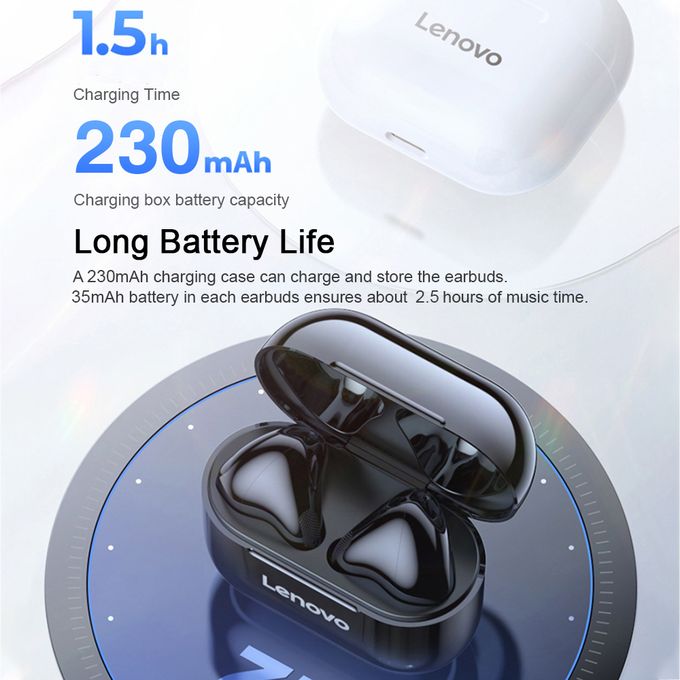 1.5h
Lenovo
Charging Time
230mAh
Charging box battery capacity
Long Battery Life
A 230mAh charging case can charge and store the earbuds.
35mAh battery in each earbuds ensures about 2.5 hours of music time.
Lenovo